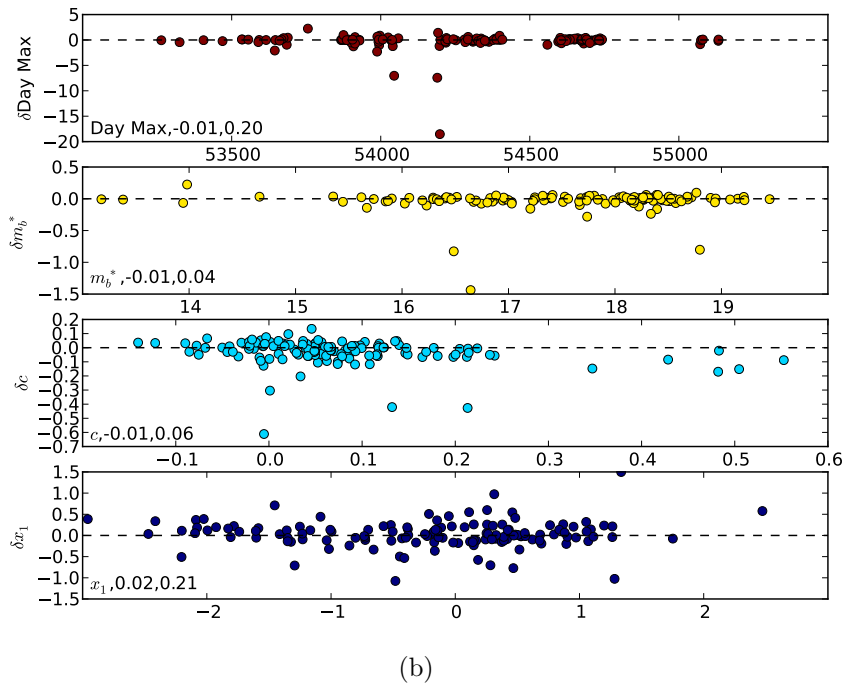 5
0
−5
−10
−15
−20
δDay Max
Day Max,-0.01,0.20
53500 54000 54500 55000
0.5
0.0
−0.5
−1.0
−1.5
δm_b^*
m_b^*,-0.01,0.04
14 15 16 17 18 19
0.2
0.1
0.0
−0.1
−0.2
−0.3
−0.4
−0.5
−0.6
−0.7
δc
c,-0.01,0.06
−0.1 0.0 0.1 0.2 0.3 0.4 0.5 0.6
1.5
1.0
0.5
0.0
−0.5
−1.0
−1.5
δx₁
x₁,0.02,0.21
−2 −1 0 1 2
(b)